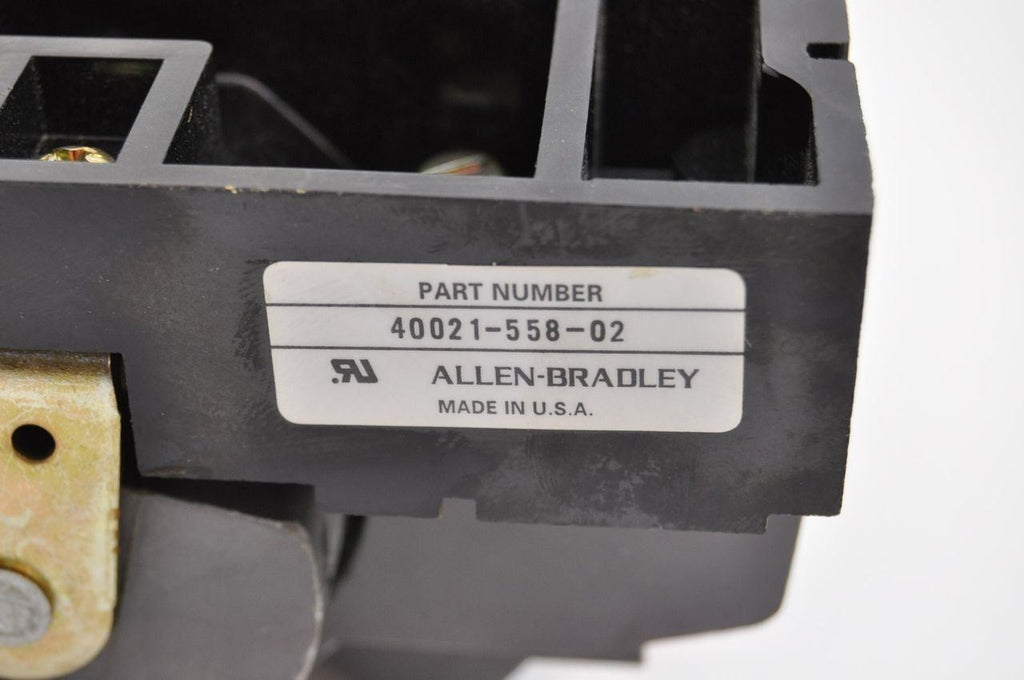 PART NUMBER
40021-558-02
ALLEN-BRADLEY
MADE IN U.S.A.